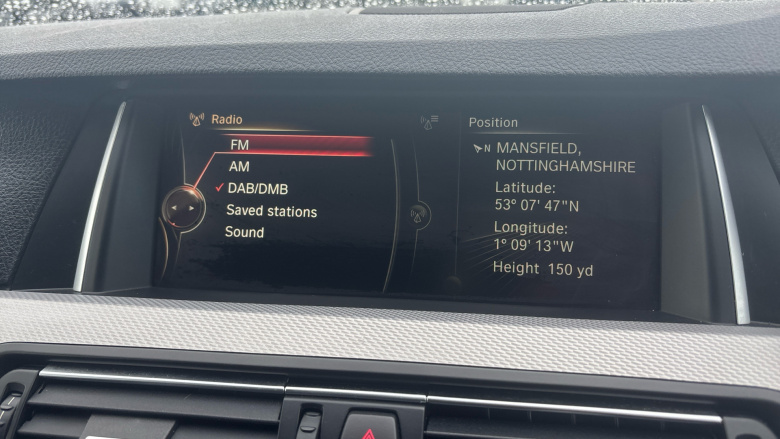 Radio
FM
AM
✓ DAB/DMB
Saved stations
Sound
Position
N MANSFIELD,
NOTTINGHAMSHIRE
Latitude:
53° 07' 47"N
Longitude:
1° 09' 13"W
Height 150 yd